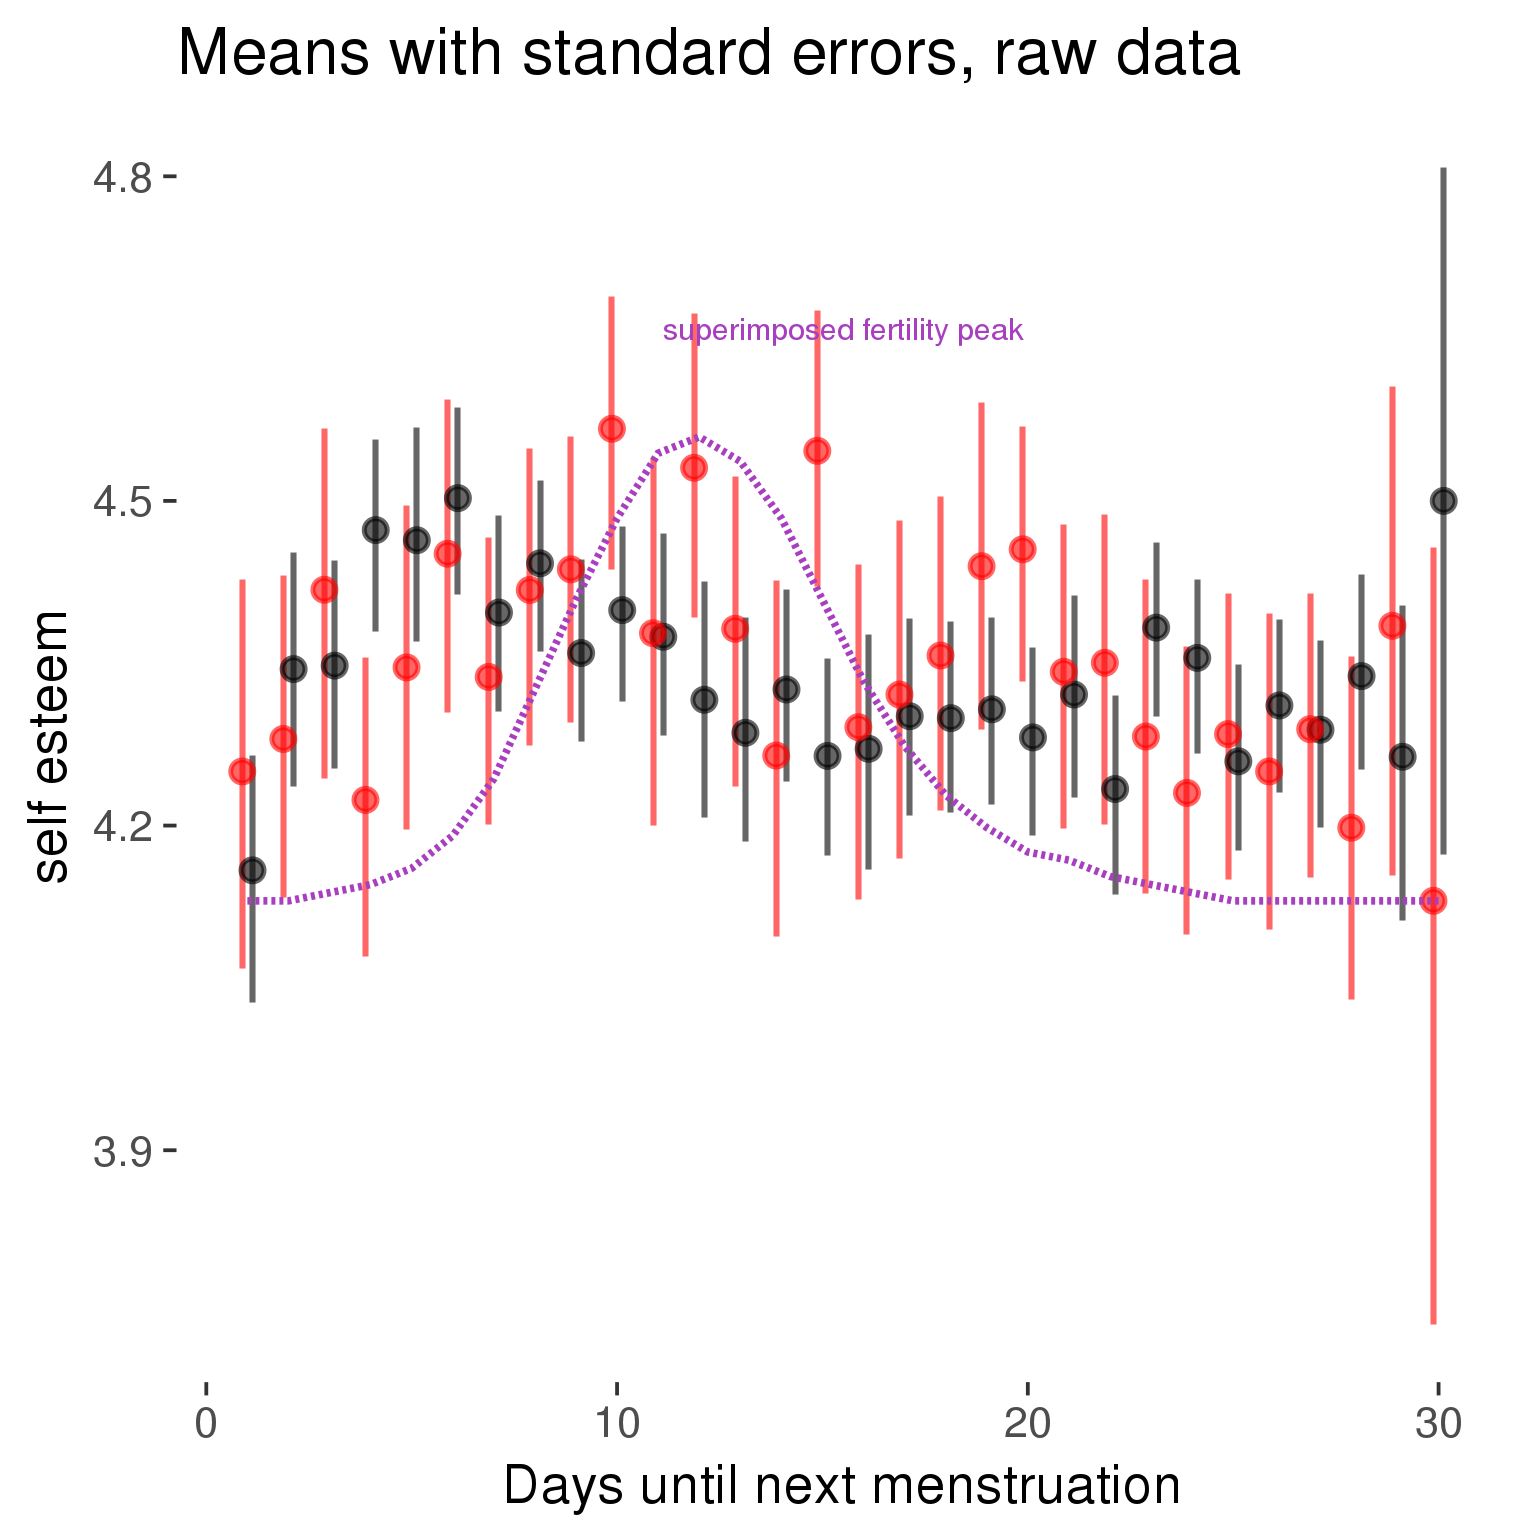 Means with standard errors, raw data
4.8
4.5
4.2
3.9
self esteem
superimposed fertility peak
0
10
20
30
Days until next menstruation